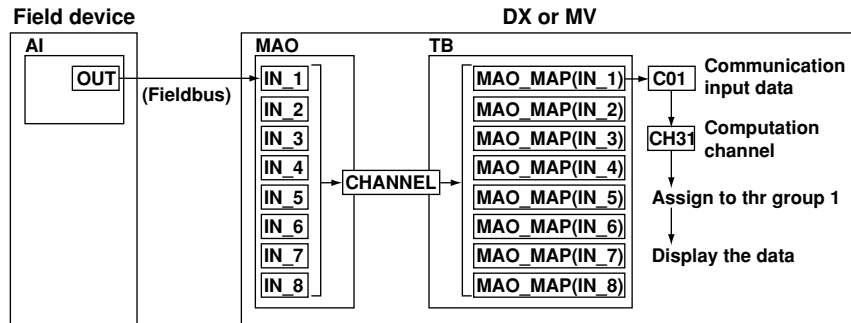 Field device
DX or MV
AI
MAO
TB
OUT
(Fieldbus)
IN_1
IN_2
IN_3
IN_4
IN_5
IN_6
IN_7
IN_8
CHANNEL
MAO_MAP(IN_1)
MAO_MAP(IN_2)
MAO_MAP(IN_3)
MAO_MAP(IN_4)
MAO_MAP(IN_5)
MAO_MAP(IN_6)
MAO_MAP(IN_7)
MAO_MAP(IN_8)
C01
Communication
input data
CH31
Computation
channel
Assign to thr group 1
Display the data